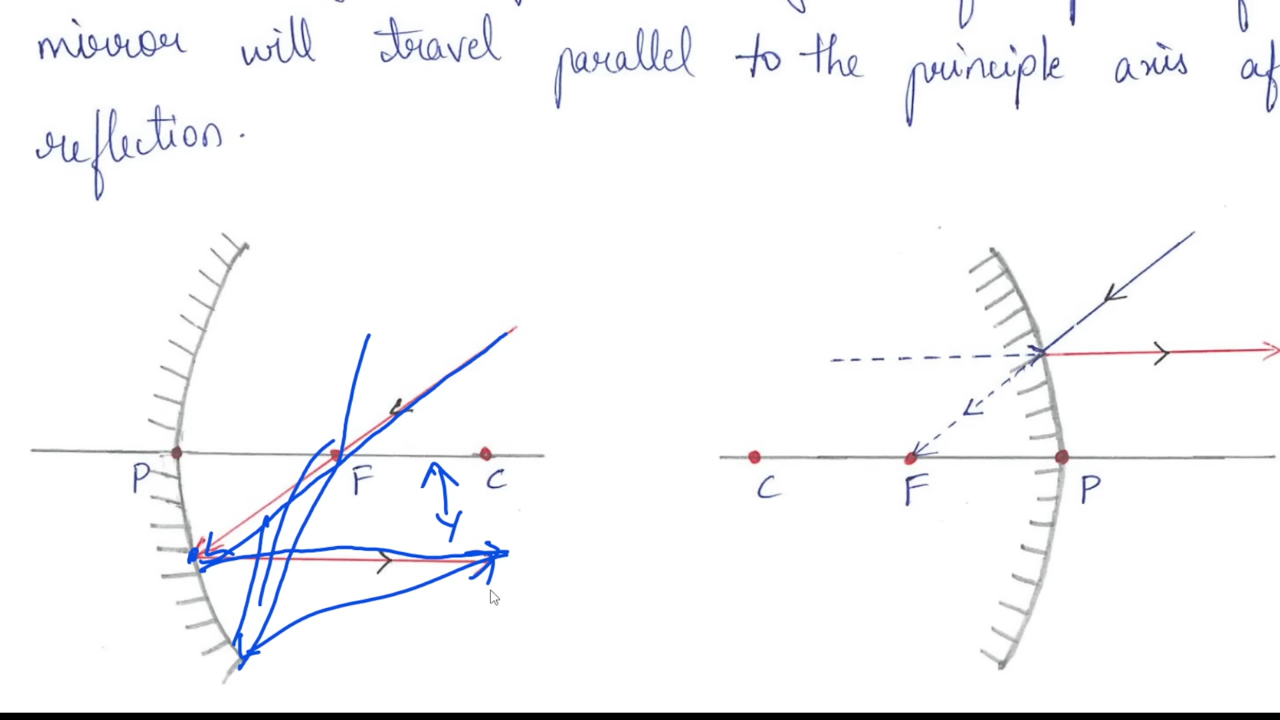 mirror will travel parallel to the principle axis af
reflection.
P F C
C F P